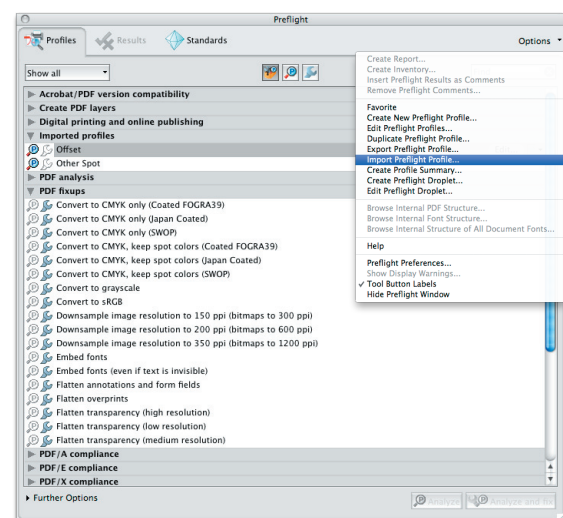 Preflight
Profiles
Results
Standards
Options
Show all
Acrobat/PDF version compatibility
Create PDF layers
Digital printing and online publishing
Imported profiles
Offset
Other Spot
PDF analysis
PDF fixups
Convert to CMYK only (Coated FOGRA39)
Convert to CMYK only (Japan Coated)
Convert to CMYK only (SWOP)
Convert to CMYK, keep spot colors (Coated FOGRA39)
Convert to CMYK, keep spot colors (Japan Coated)
Convert to CMYK, keep spot colors (SWOP)
Convert to grayscale
Convert to sRGB
Downsample image resolution to 150 ppi (bitmaps to 300 ppi)
Downsample image resolution to 200 ppi (bitmaps to 600 ppi)
Downsample image resolution to 350 ppi (bitmaps to 1200 ppi)
Embed fonts
Embed fonts (even if text is invisible)
Flatten annotations and form fields
Flatten overprints
Flatten transparency (high resolution)
Flatten transparency (low resolution)
Flatten transparency (medium resolution)
PDF/A compliance
PDF/E compliance
PDF/X compliance
Further Options
Analyze
Analyze and fix
Create Report...
Create Inventory...
Insert Preflight Results as Comments
Remove Preflight Comments...
Favorite
Create New Preflight Profile...
Edit Preflight Profiles...
Duplicate Preflight Profile...
Export Preflight Profile...
Import Preflight Profile...
Create Profile Summary...
Create Preflight Droplet...
Edit Preflight Droplet...
Browse Internal PDF Structure...
Browse Internal Font Structure...
Browse Internal Structure of All Document Fonts...
Help
Preflight Preferences...
Show Display Warnings...
Tool Button Labels
Hide Preflight Window